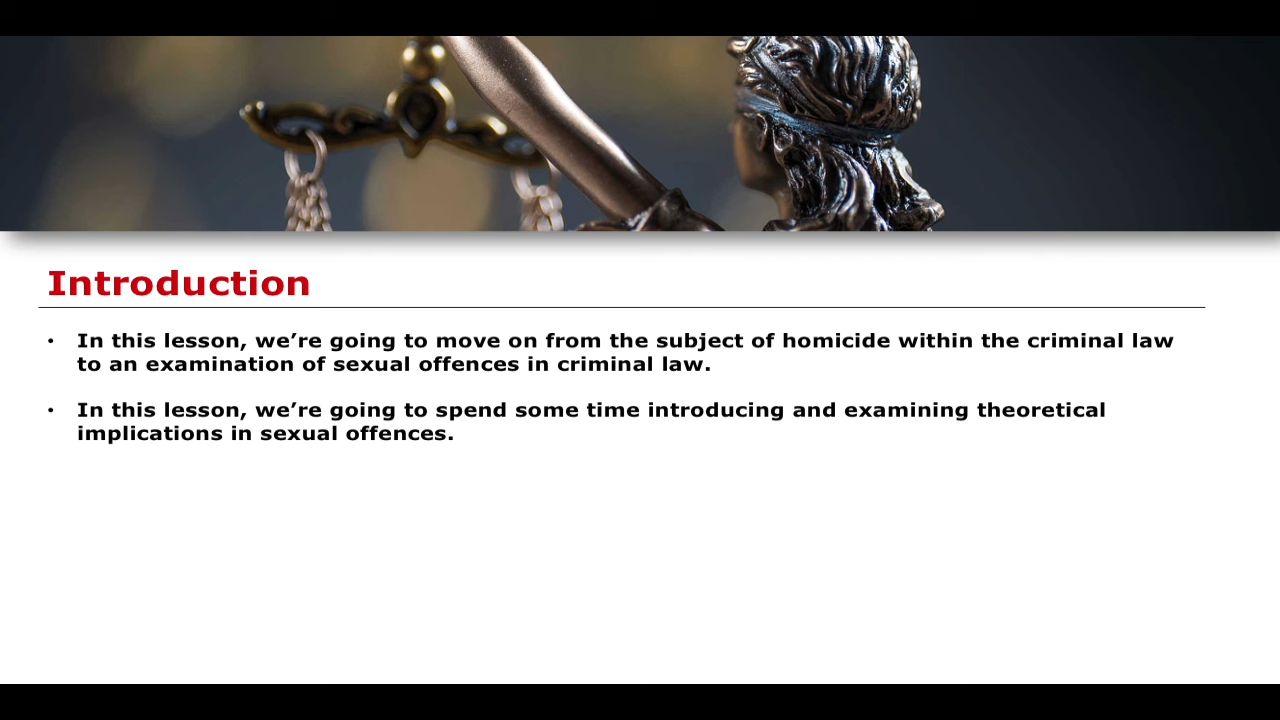 Introduction
• In this lesson, we’re going to move on from the subject of homicide within the criminal law
to an examination of sexual offences in criminal law.
• In this lesson, we’re going to spend some time introducing and examining theoretical
implications in sexual offences.